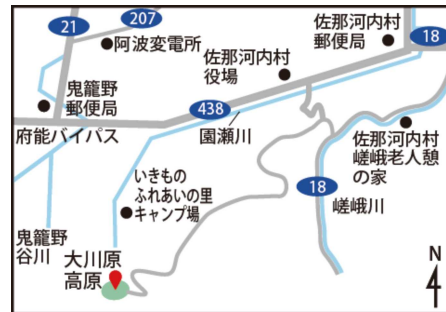 21
207
阿波変電所
佐那河内村
郵便局
18
佐那河内村
役場
鬼籠野
郵便局
438
府能バイパス
園瀬川
佐那河内村
嵯峨老人憩
の家
いきもの
ふれあいの里
キャンプ場
18
嵯峨川
鬼籠野
谷川
大川原
高原
N
4